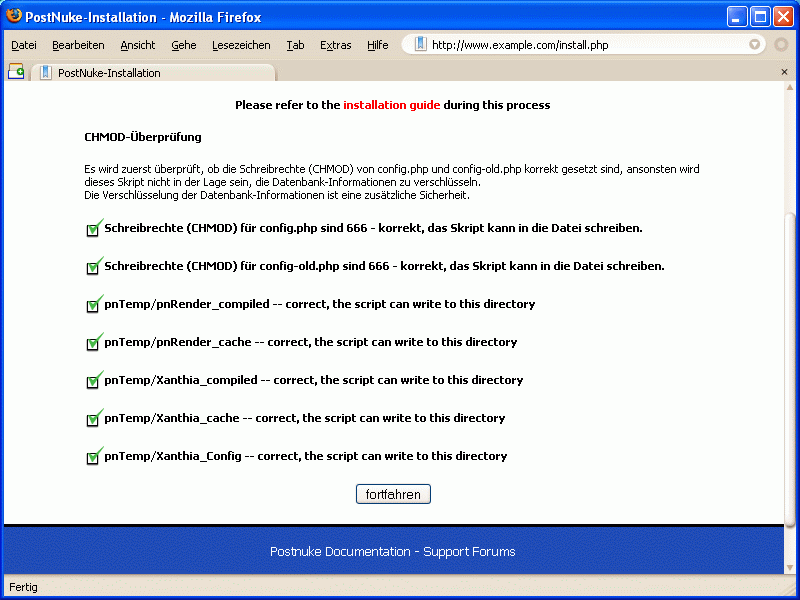 PostNuke-Installation - Mozilla Firefox
Datei Bearbeiten Ansicht Gehe Lesezeichen Tab Extras Hilfe http://www.example.com/install.php
PostNuke-Installation
Please refer to the installation guide during this process
CHMOD-Überprüfung
Es wird zuerst überprüft, ob die Schreibrechte (CHMOD) von config.php und config-old.php korrekt gesetzt sind, ansonsten wird
dieses Skript nicht in der Lage sein, die Datenbank-Informationen zu verschlüsseln.
Die Verschlüsselung der Datenbank-Informationen ist eine zusätzliche Sicherheit.
Schreibrechte (CHMOD) für config.php sind 666 - korrekt, das Skript kann in die Datei schreiben.
Schreibrechte (CHMOD) für config-old.php sind 666 - korrekt, das Skript kann in die Datei schreiben.
pnTemp/pnRender_compiled -- correct, the script can write to this directory
pnTemp/pnRender_cache -- correct, the script can write to this directory
pnTemp/Xanthia_compiled -- correct, the script can write to this directory
pnTemp/Xanthia_cache -- correct, the script can write to this directory
pnTemp/Xanthia_Config -- correct, the script can write to this directory
fortfahren
Postnuke Documentation - Support Forums
Fertig